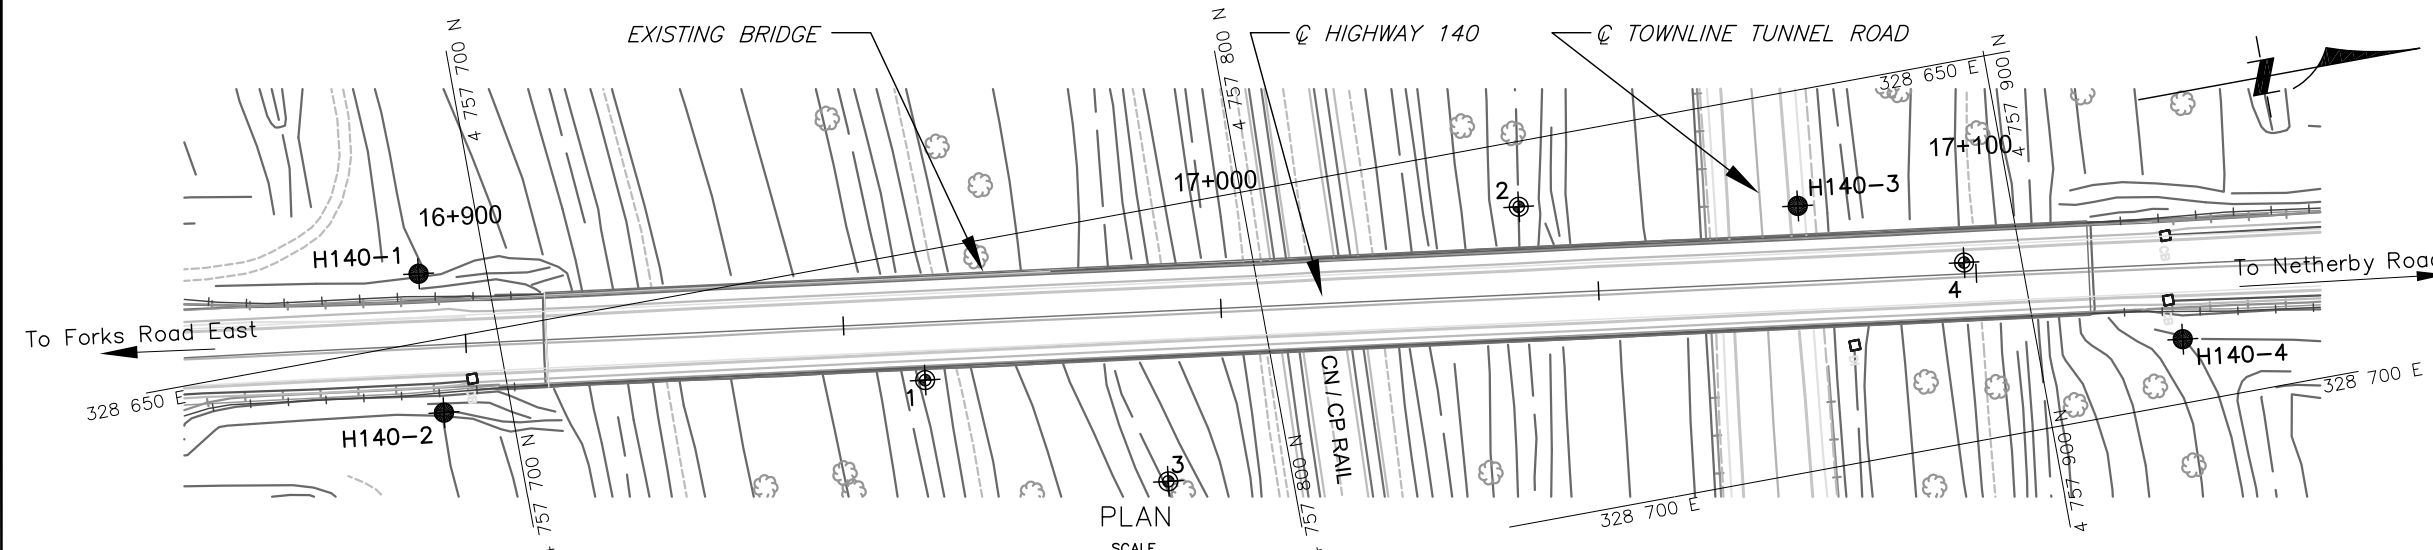 EXISTING BRIDGE
℄ HIGHWAY 140
℄ TOWNLINE TUNNEL ROAD
4 757 700 N
4 757 800 N
4 757 900 N
328 650 E
17+100
17+000
16+900
H140-1
2
H140-3
To Netherby Road
4
To Forks Road East
328 650 E
1
H140-2
CN / CP RAIL
H140-4
328 700 E
3
757 700 N
757 800 N
4 757 900 N
328 700 E
PLAN
SCALE